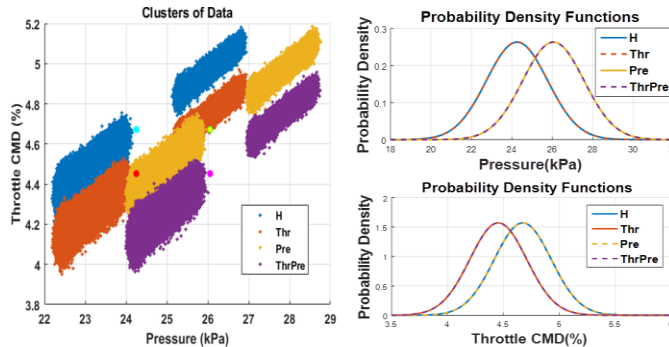 Clusters of Data
5.2
5
4.8
4.6
4.4
4.2
4
3.8
Throttle CMD (%)
H
Thr
Pre
ThrPre
22 23 24 25 26 27 28 29
Pressure (kPa)
Probability Density Functions
0.3
0.2
0.1
0
Probability Density
H
Thr
Pre
ThrPre
18 20 22 24 26 28 30
Pressure(kPa)
Probability Density Functions
2
1.5
1
0.5
0
Probability Density
H
Thr
Pre
ThrPre
3.5 4 4.5 5 5.5
Throttle CMD(%)